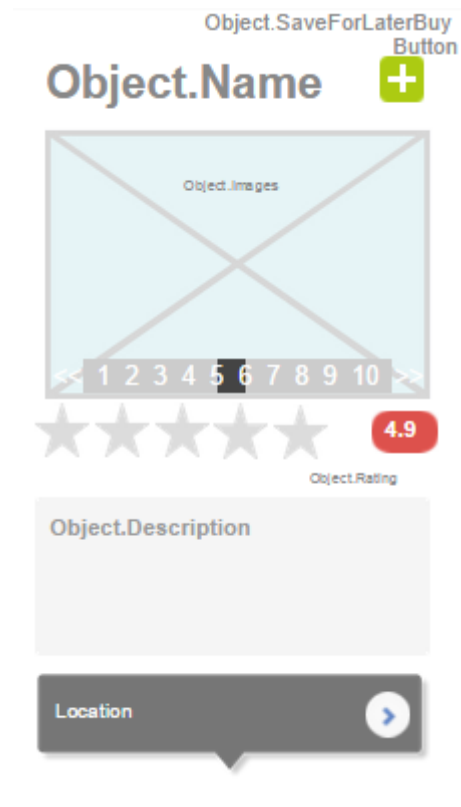 Object.SaveForLaterBuy
Button
Object.Name
+
Object.Images
<< 1 2 3 4 5 6 7 8 9 10 >>
4.9
Object.Rating
Object.Description
Location